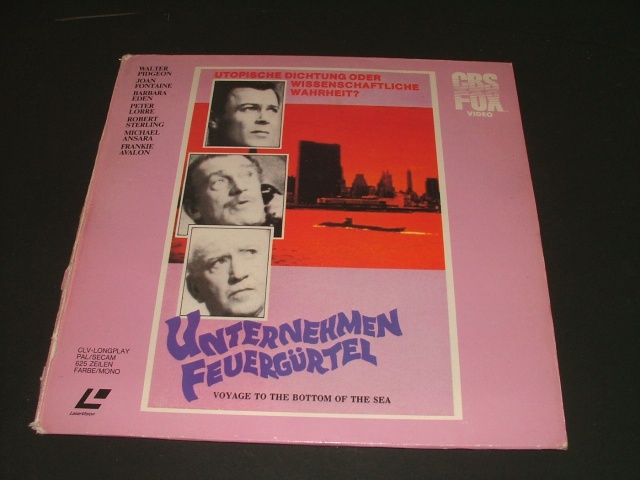 WALTER
PIDGEON
JOAN
FONTAINE
BARBARA
EDEN
PETER
LORRE
ROBERT
STERLING
MICHAEL
ANSARA
FRANKIE
AVALON
UTOPISCHE DICHTUNG ODER
WISSENSCHAFTLICHE
WAHRHEIT?
CBS
FOX
VIDEO
UNTERNEHMEN
FEUERGÜRTEL
VOYAGE TO THE BOTTOM OF THE SEA
CLV-LONGPLAY
PAL/SECAM
625 ZEILEN
FARBE/MONO
LaserVision